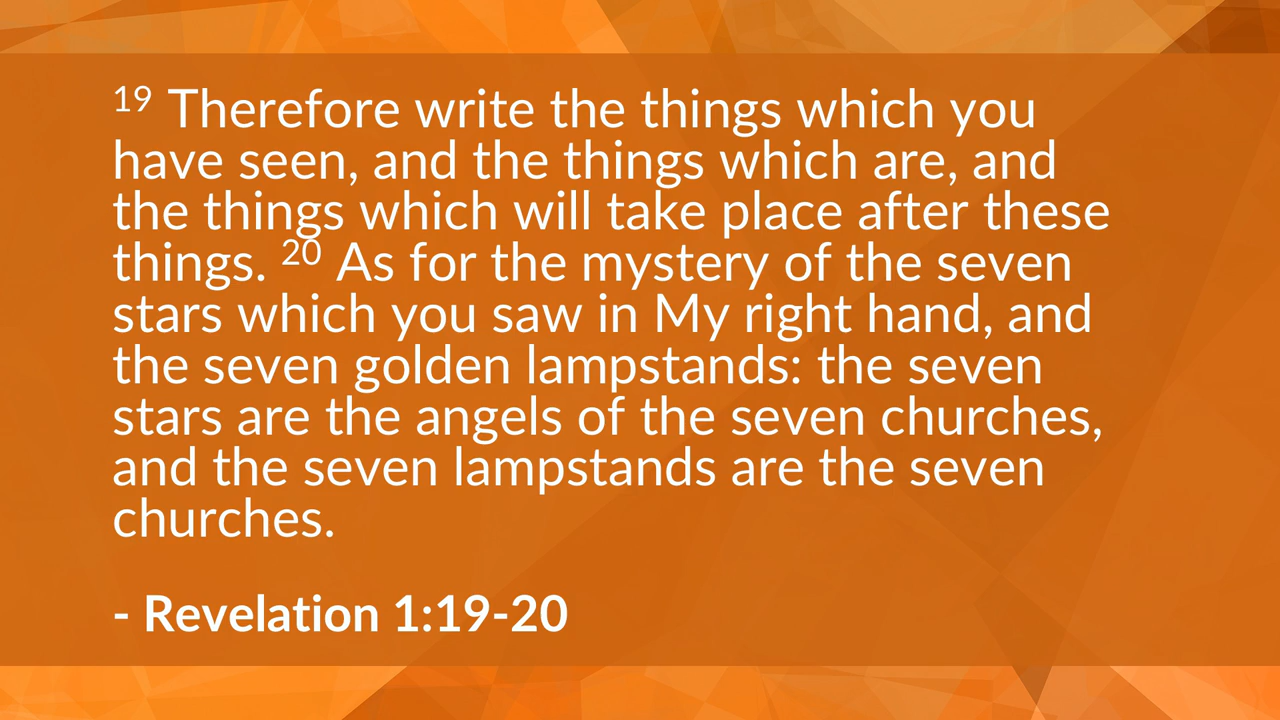 19 Therefore write the things which you
have seen, and the things which are, and
the things which will take place after these
things. 20 As for the mystery of the seven
stars which you saw in My right hand, and
the seven golden lampstands: the seven
stars are the angels of the seven churches,
and the seven lampstands are the seven
churches.
- Revelation 1:19-20